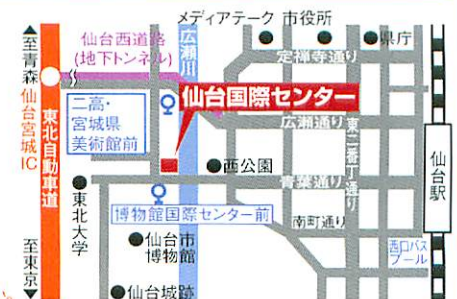 メディアテーク
市役所
県庁
定禅寺通り
仙台西道路
(地下トンネル)
広瀬川
▲至青森
仙台宮城IC
東北自動車道
至東京▼
二高・
宮城県
美術館前
仙台国際センター
広瀬通り
東二番丁通り
西公園
青葉通り
仙台駅
東北大学
博物館国際センター前
南町通り
仙台市
博物館
西口バス
プール
仙台城跡